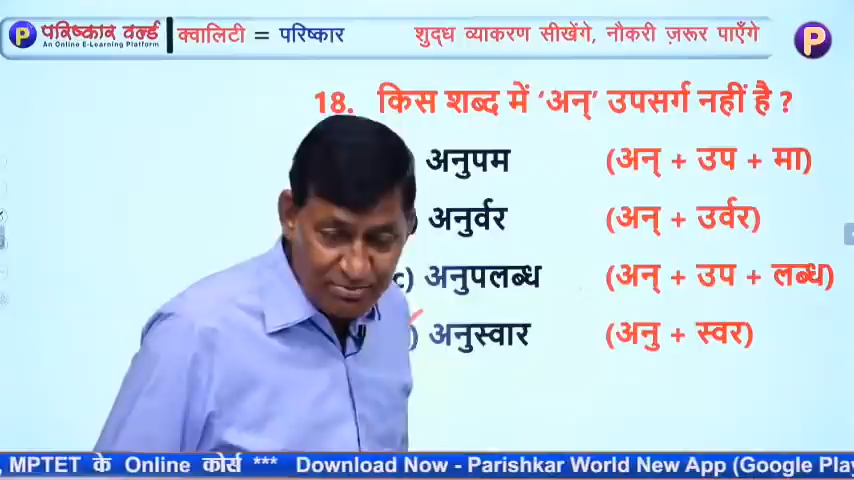 परिष्कार वर्ल्ड
An Online E-Learning Platform
क्वालिटी = परिष्कार
शुद्ध व्याकरण सीखेंगे, नौकरी ज़रूर पाएँगे
P
P
18. किस शब्द में ‘अन्’ उपसर्ग नहीं है ?
अनुपम (अन् + उप + मा)
) अनुर्वर (अन् + उर्वर)
c) अनुपलब्ध (अन् + उप + लब्ध)
) अनुस्वार (अनु + स्वर)
, MPTET के Online कोर्स *** Download Now - Parishkar World New App (Google Play